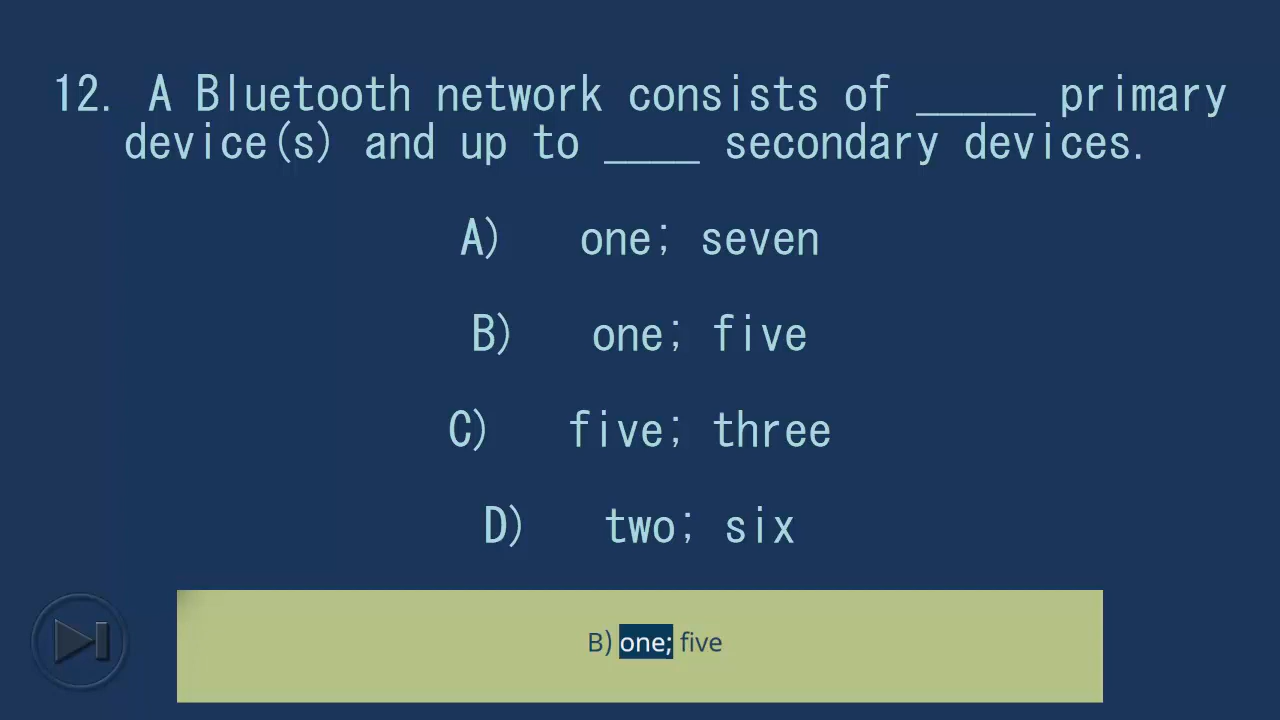 12. A Bluetooth network consists of _____ primary
device(s) and up to ____ secondary devices.
A) one; seven
B) one; five
C) five; three
D) two; six
B) one; five